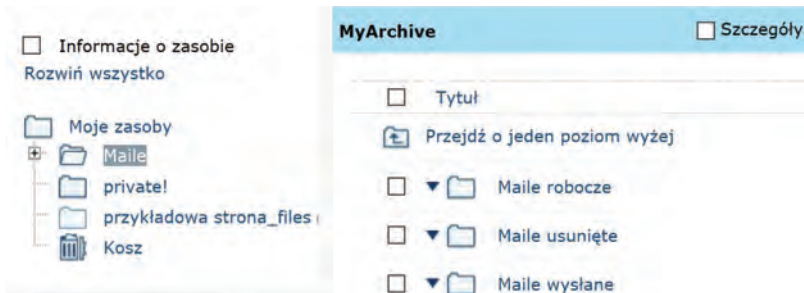 Informacje o zasobie
Rozwiń wszystko
Moje zasoby
Maile
private!
przykładowa strona_files
Kosz
MyArchive
Szczegóły
Tytuł
Przejdź o jeden poziom wyżej
Maile robocze
Maile usunięte
Maile wysłane